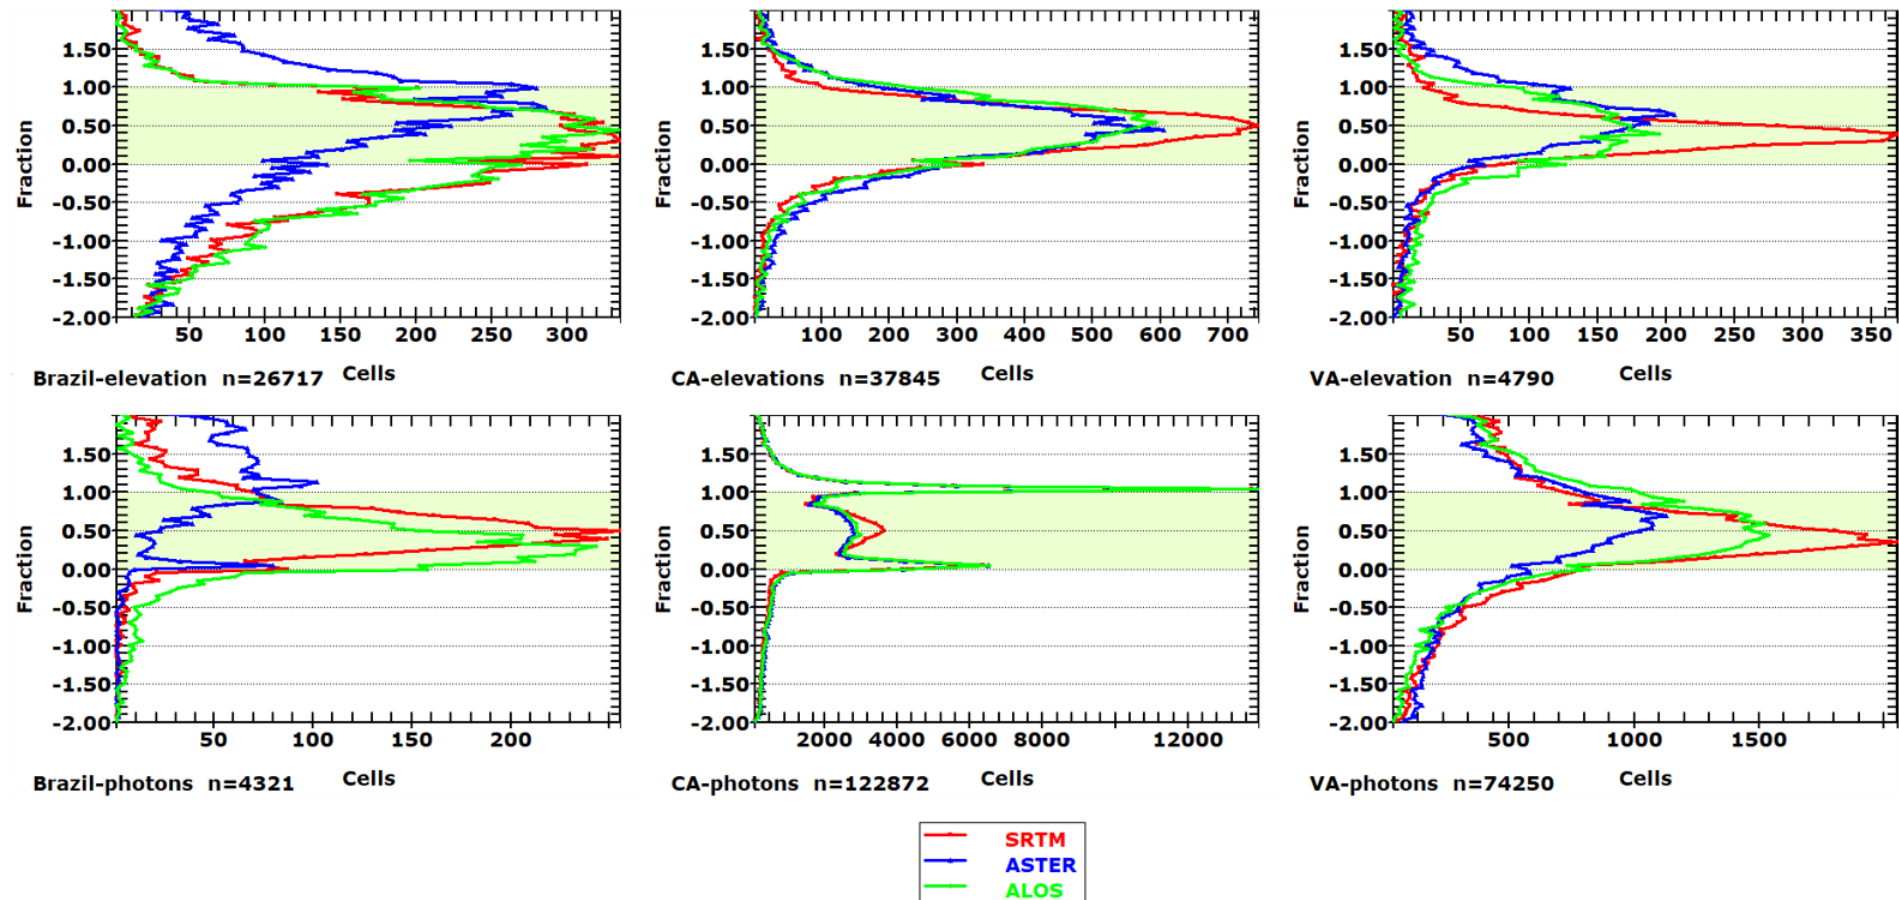 1.50
1.00
0.50
0.00
-0.50
-1.00
-1.50
-2.00
Fraction
50 100 150 200 250 300
Brazil-elevation n=26717 Cells
1.50
1.00
0.50
0.00
-0.50
-1.00
-1.50
-2.00
Fraction
100 200 300 400 500 600 700
CA-elevations n=37845 Cells
1.50
1.00
0.50
0.00
-0.50
-1.00
-1.50
-2.00
Fraction
50 100 150 200 250 300 350
VA-elevation n=4790 Cells
1.50
1.00
0.50
0.00
-0.50
-1.00
-1.50
-2.00
Fraction
50 100 150 200
Brazil-photons n=4321 Cells
1.50
1.00
0.50
0.00
-0.50
-1.00
-1.50
-2.00
Fraction
2000 4000 6000 8000 12000
CA-photons n=122872 Cells
1.50
1.00
0.50
0.00
-0.50
-1.00
-1.50
-2.00
Fraction
500 1000 1500
VA-photons n=74250 Cells
SRTM
ASTER
ALOS